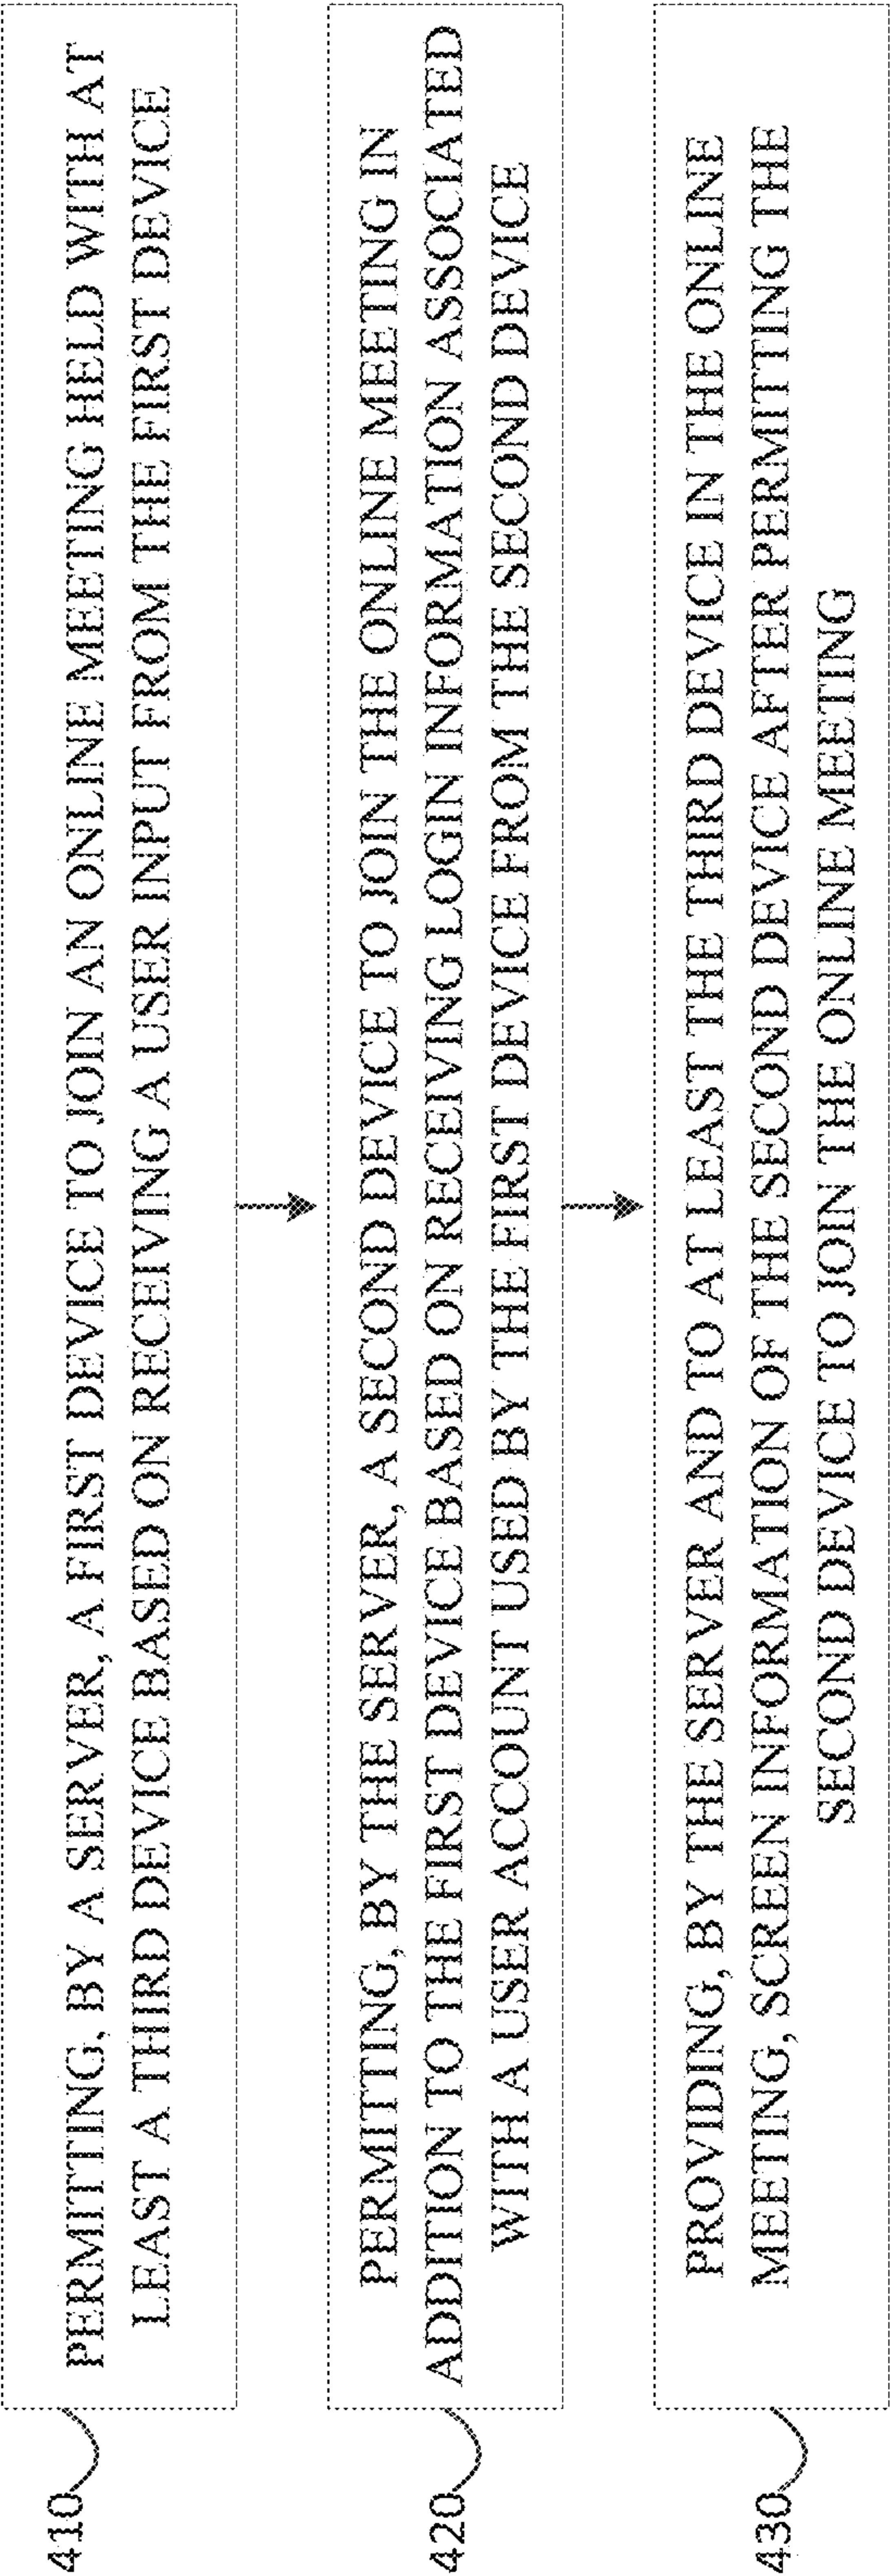 410
PERMITTING, BY A SERVER, A FIRST DEVICE TO JOIN AN ONLINE MEETING HELD WITH AT
LEAST A THIRD DEVICE BASED ON RECEIVING A USER INPUT FROM THE FIRST DEVICE
420
PERMITTING, BY THE SERVER, A SECOND DEVICE TO JOIN THE ONLINE MEETING IN
ADDITION TO THE FIRST DEVICE BASED ON RECEIVING LOGIN INFORMATION ASSOCIATED
WITH A USER ACCOUNT USED BY THE FIRST DEVICE FROM THE SECOND DEVICE
430
PROVIDING, BY THE SERVER AND TO AT LEAST THE THIRD DEVICE IN THE ONLINE
MEETING, SCREEN INFORMATION OF THE SECOND DEVICE AFTER PERMITTING THE
SECOND DEVICE TO JOIN THE ONLINE MEETING